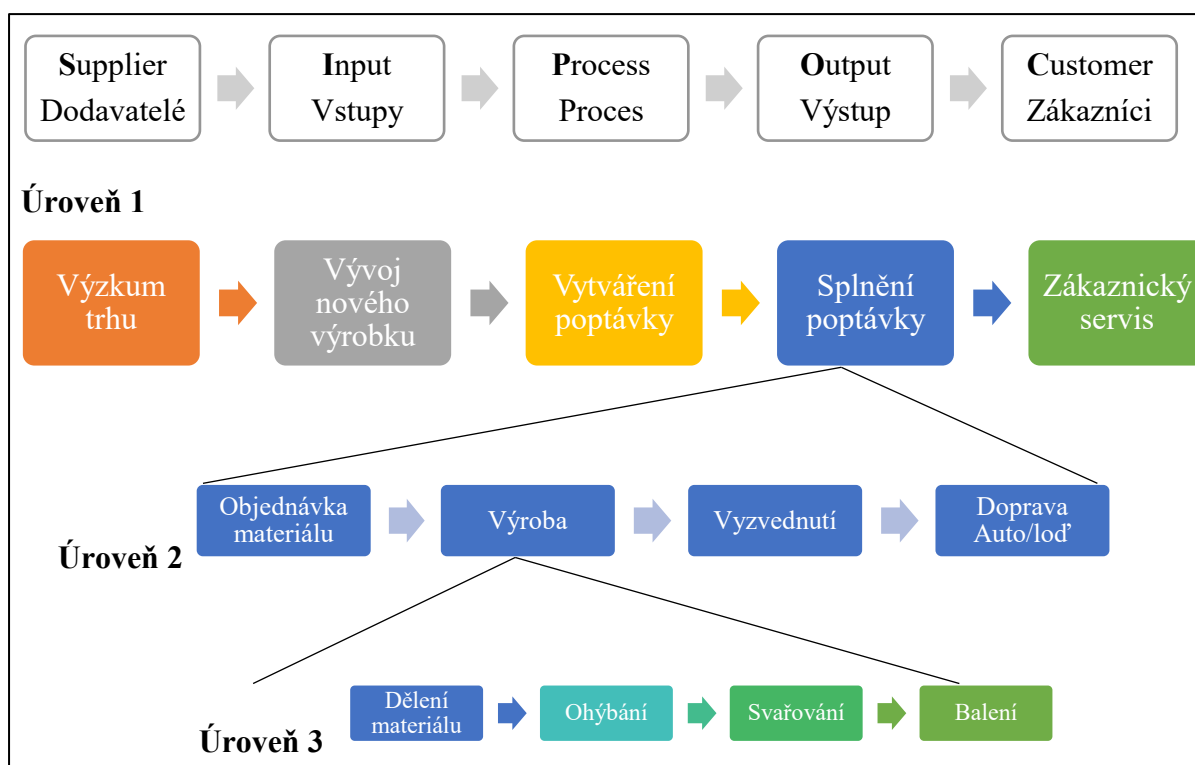 Supplier
Dodavatelé
Input
Vstupy
Process
Proces
Output
Výstup
Customer
Zákazníci
Úroveň 1
Výzkum
trhu
Vývoj
nového
výrobku
Vytváření
poptávky
Splnění
poptávky
Zákaznický
servis
Objednávka
materiálu
Výroba
Vyzvednutí
Doprava
Auto/loď
Úroveň 2
Dělení
materiálu
Ohýbání
Svařování
Balení
Úroveň 3